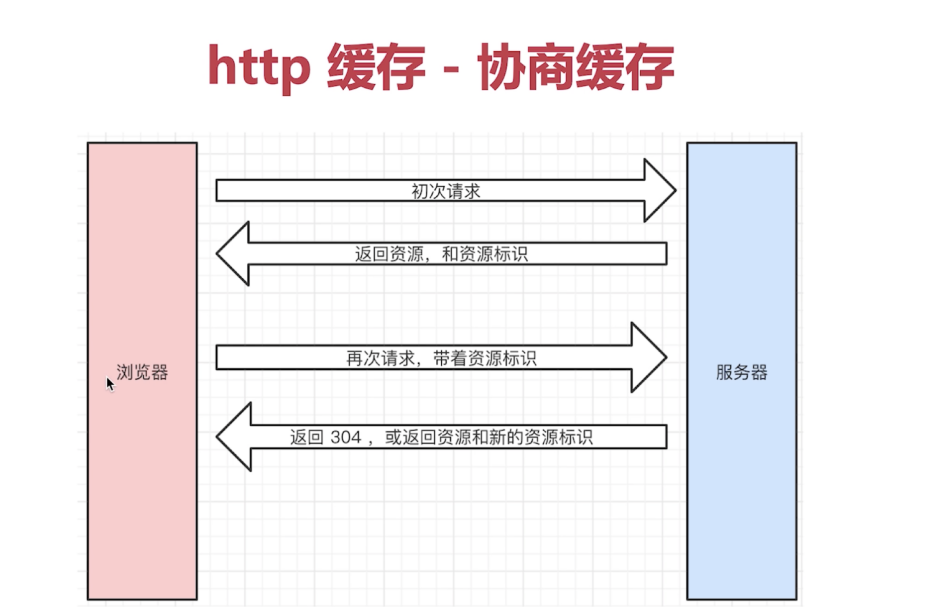 http 缓存 - 协商缓存
初次请求
返回资源，和资源标识
再次请求，带着资源标识
浏览器
服务器
返回 304 ，或返回资源和新的资源标识